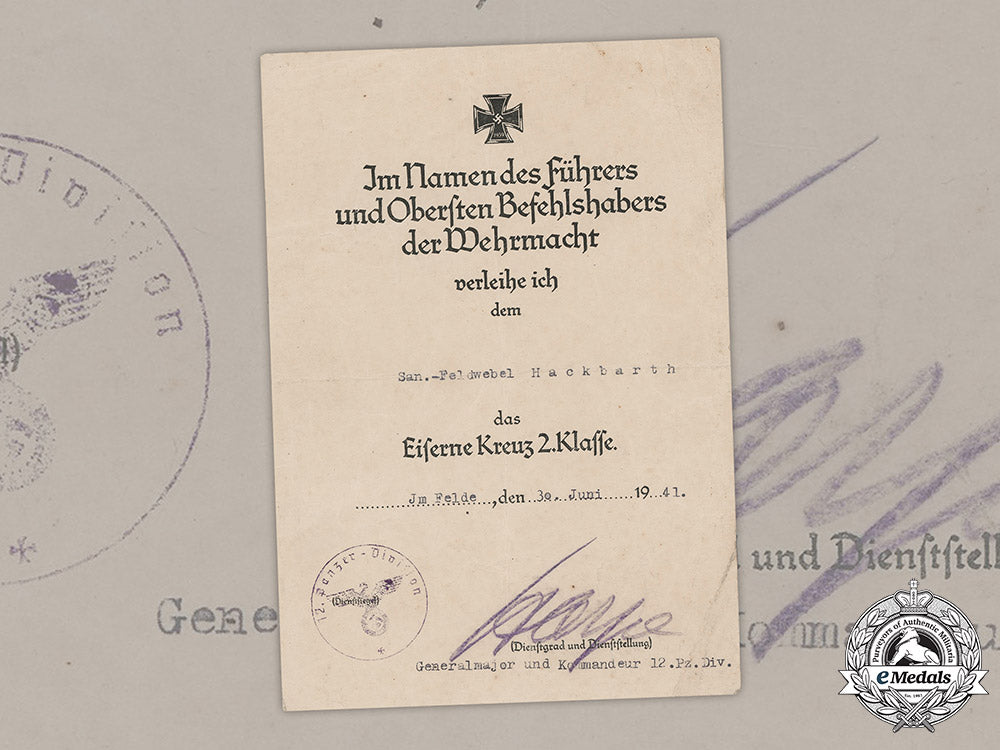 Im Namen des Führers
und Obersten Befehlshabers
der Wehrmacht
verleihe ich
dem
San.-Feldwebel Hackbarth
das
Eiserne Kreuz 2.Klasse.
Im Felde, den 30. Juni 1941.
12. Panzer-Division
(Dienstsiegel)
(Dienstgrad und Dienststellung)
Generalmajor und Kommandeur 12.Pz.Div.
Division
und Dienststell
Gene
Purveyors of Authentic Militaria
eMedals